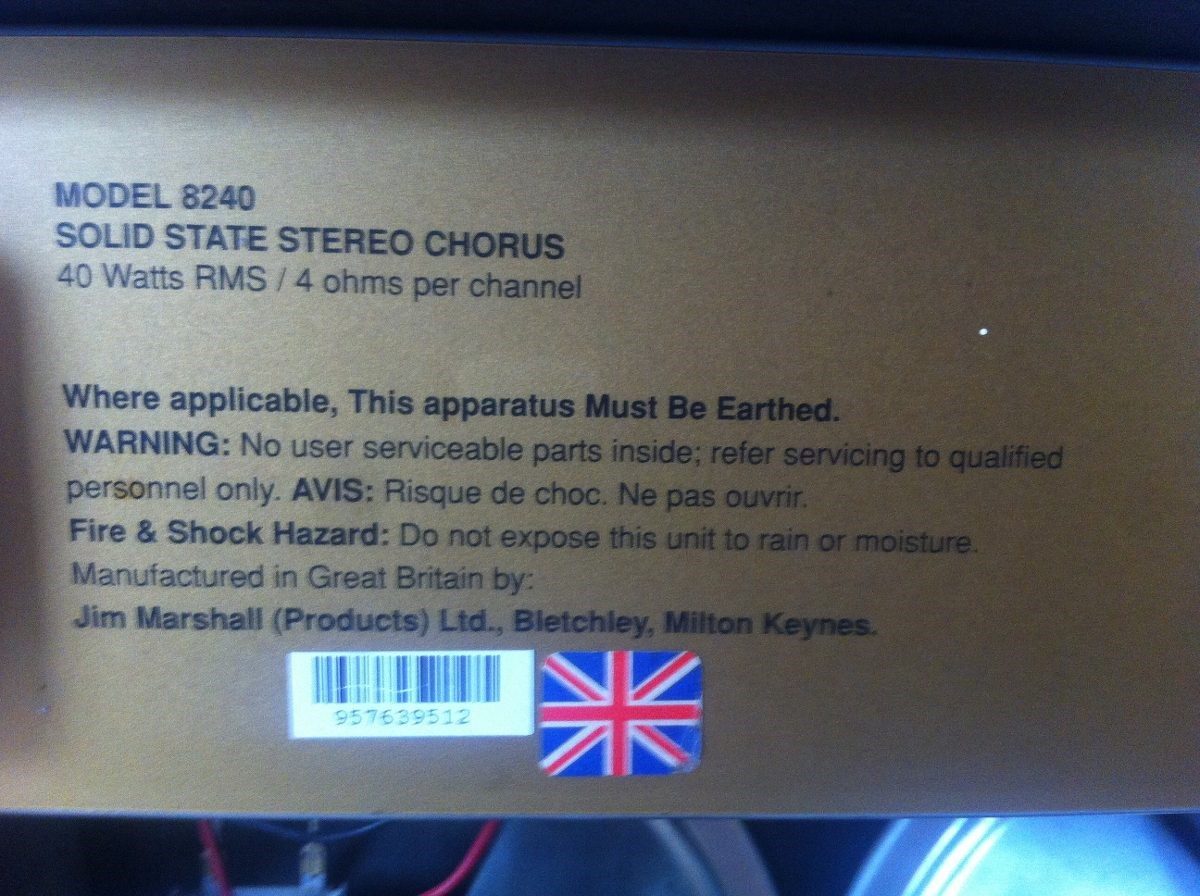 MODEL 8240
SOLID STATE STEREO CHORUS
40 Watts RMS / 4 ohms per channel
Where applicable, This apparatus Must Be Earthed.
WARNING: No user serviceable parts inside; refer servicing to qualified
personnel only. AVIS: Risque de choc. Ne pas ouvrir.
Fire & Shock Hazard: Do not expose this unit to rain or moisture.
Manufactured in Great Britain by:
Jim Marshall (Products) Ltd., Bletchley, Milton Keynes.
957639512